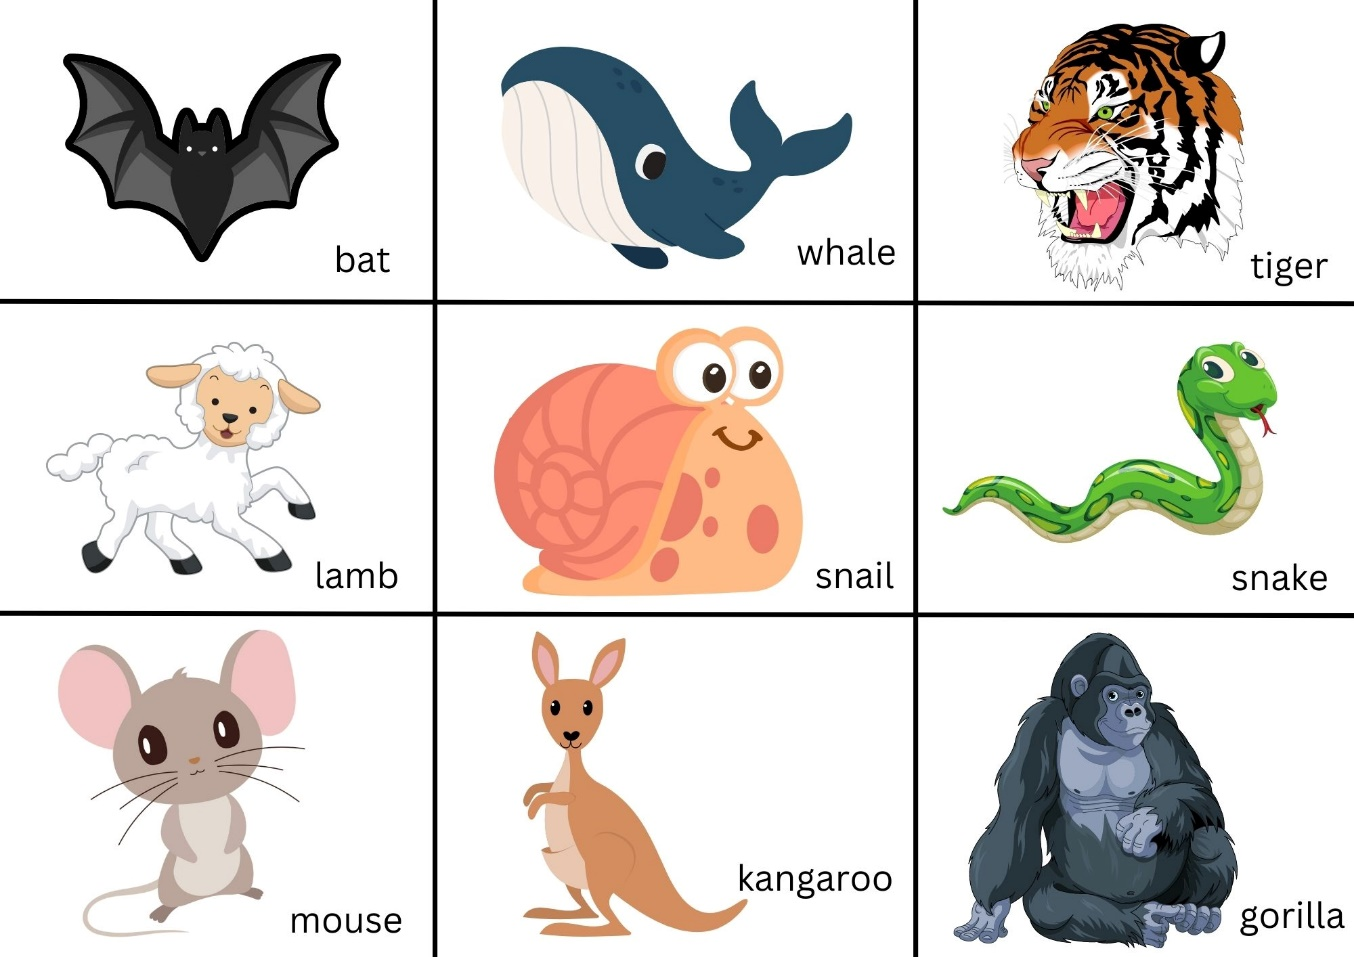 bat
whale
tiger
lamb
snail
snake
mouse
kangaroo
gorilla